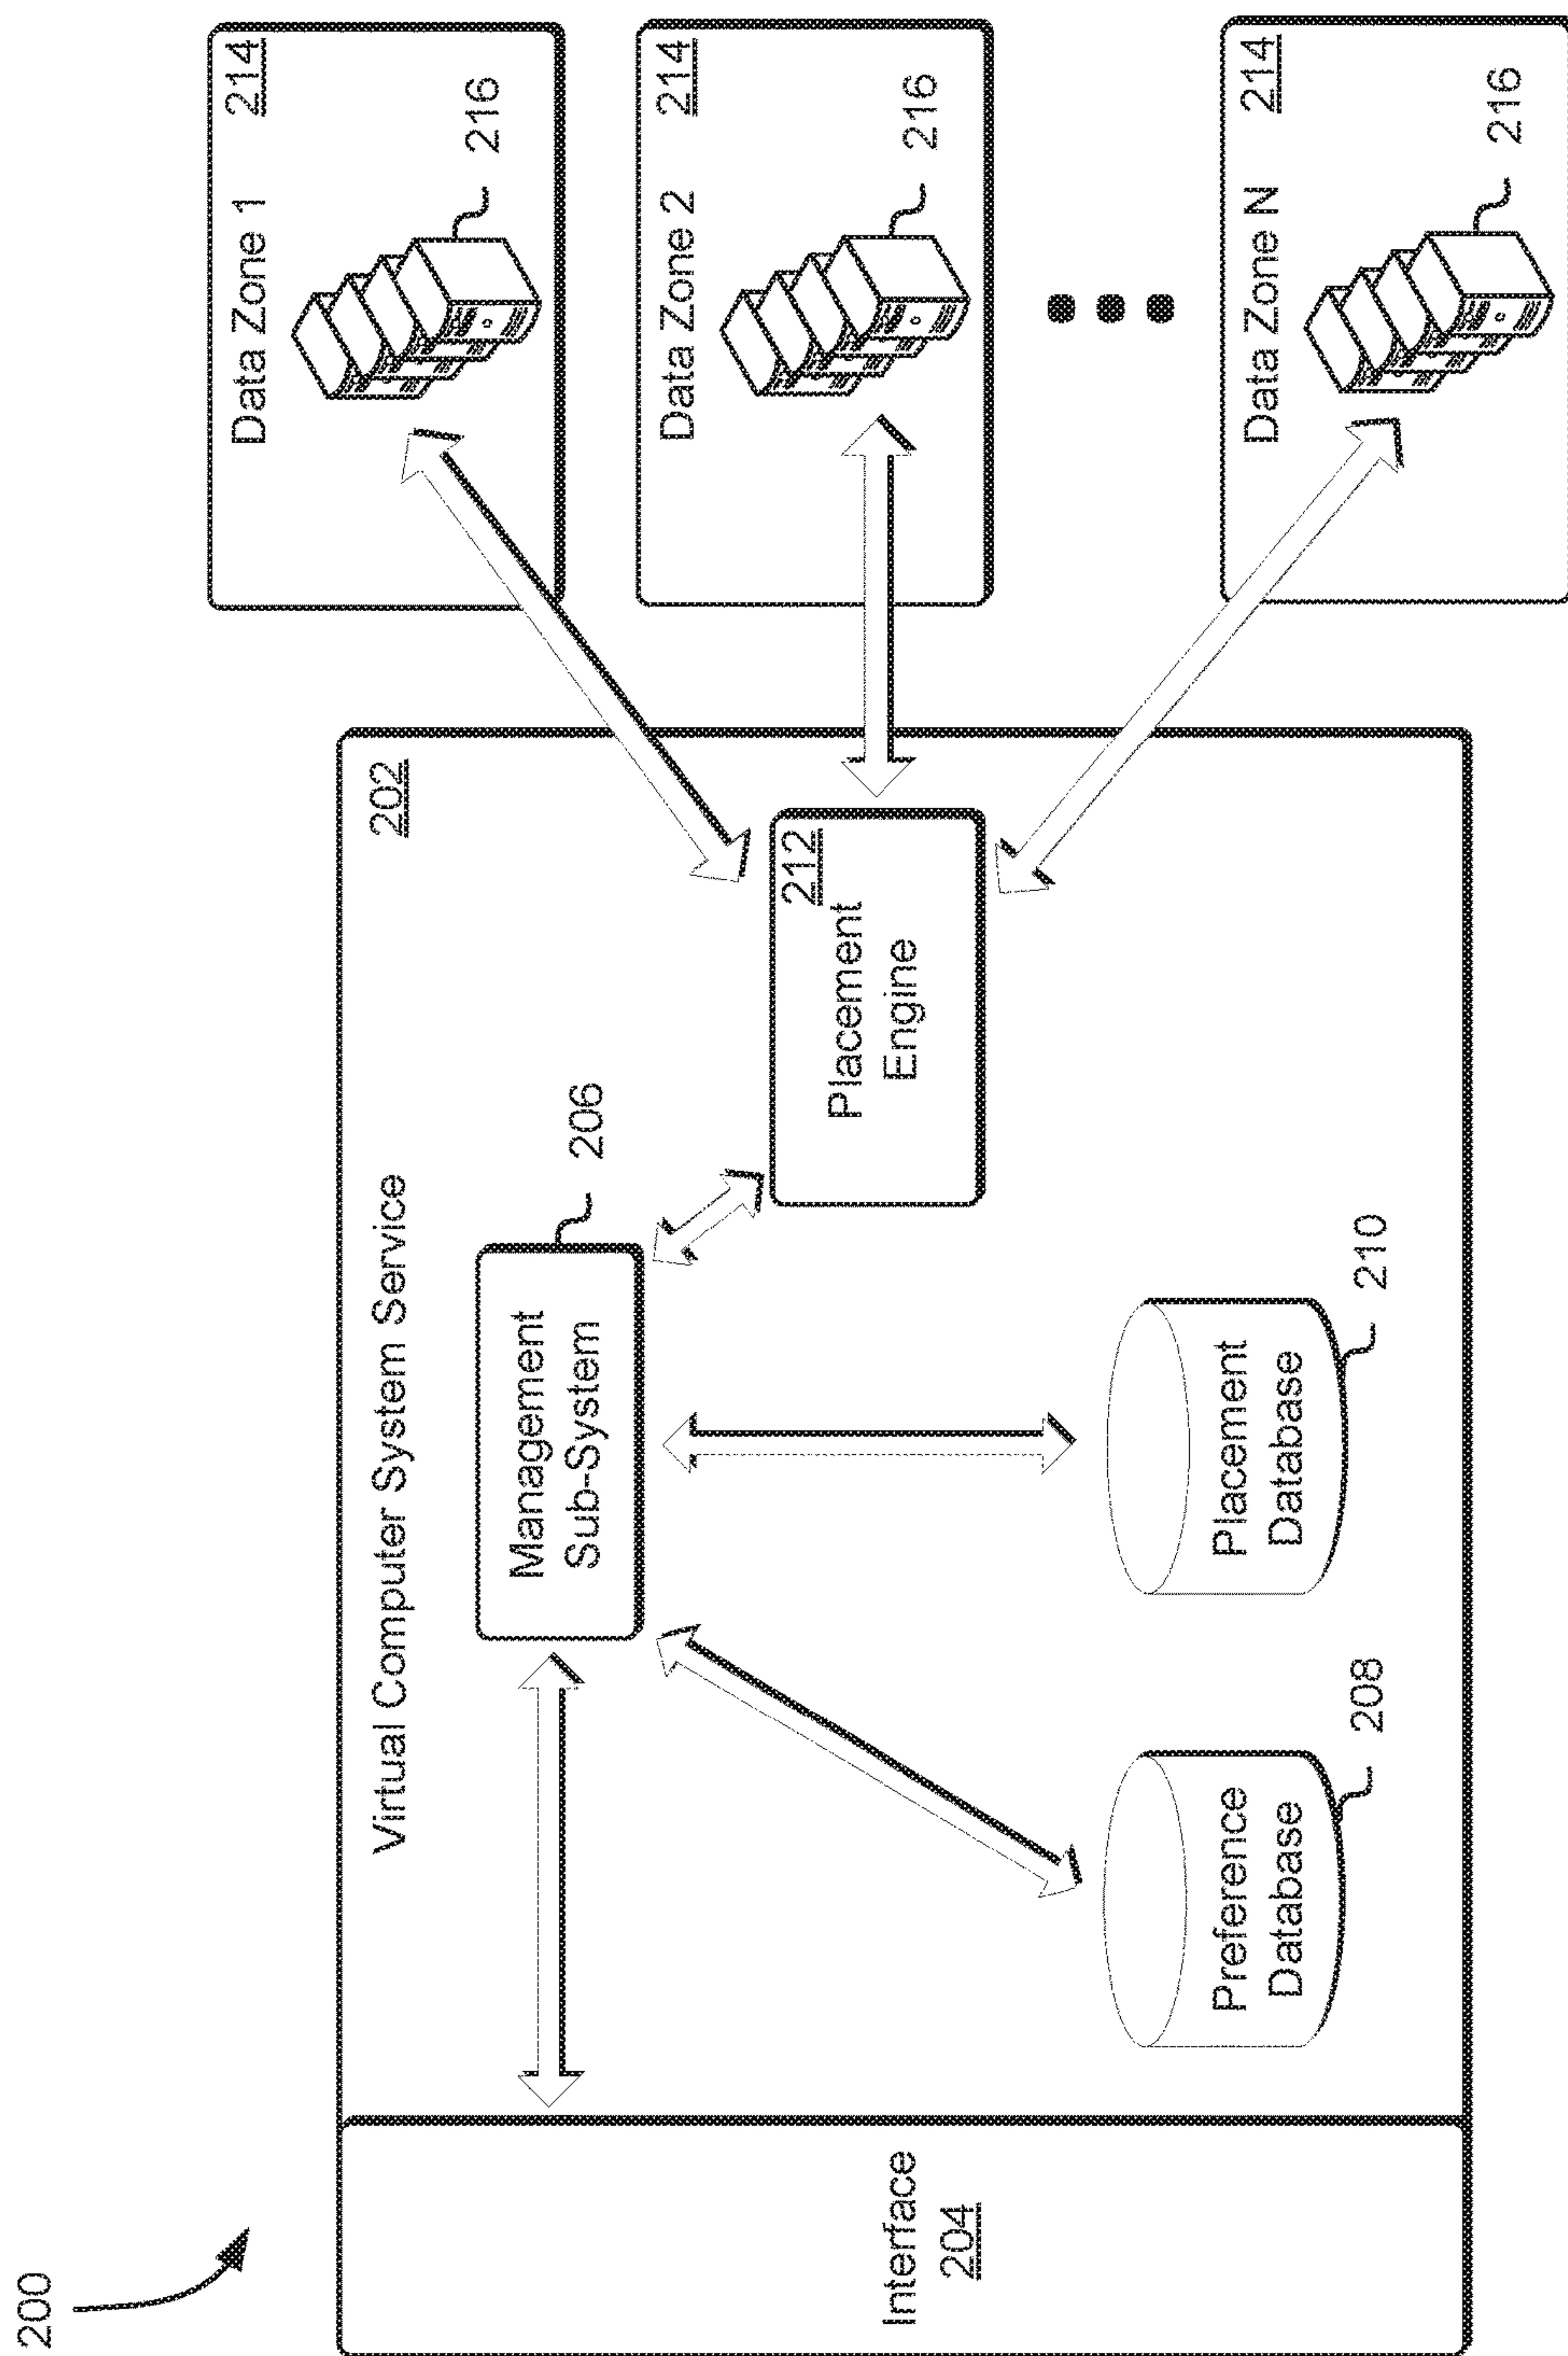 200
Virtual Computer System Service
202
Interface
204
Management
Sub-System
206
Preference
Database
208
Placement
Database
210
212
Placement
Engine
Data Zone 1
214
216
Data Zone 2
214
216
Data Zone N
214
216